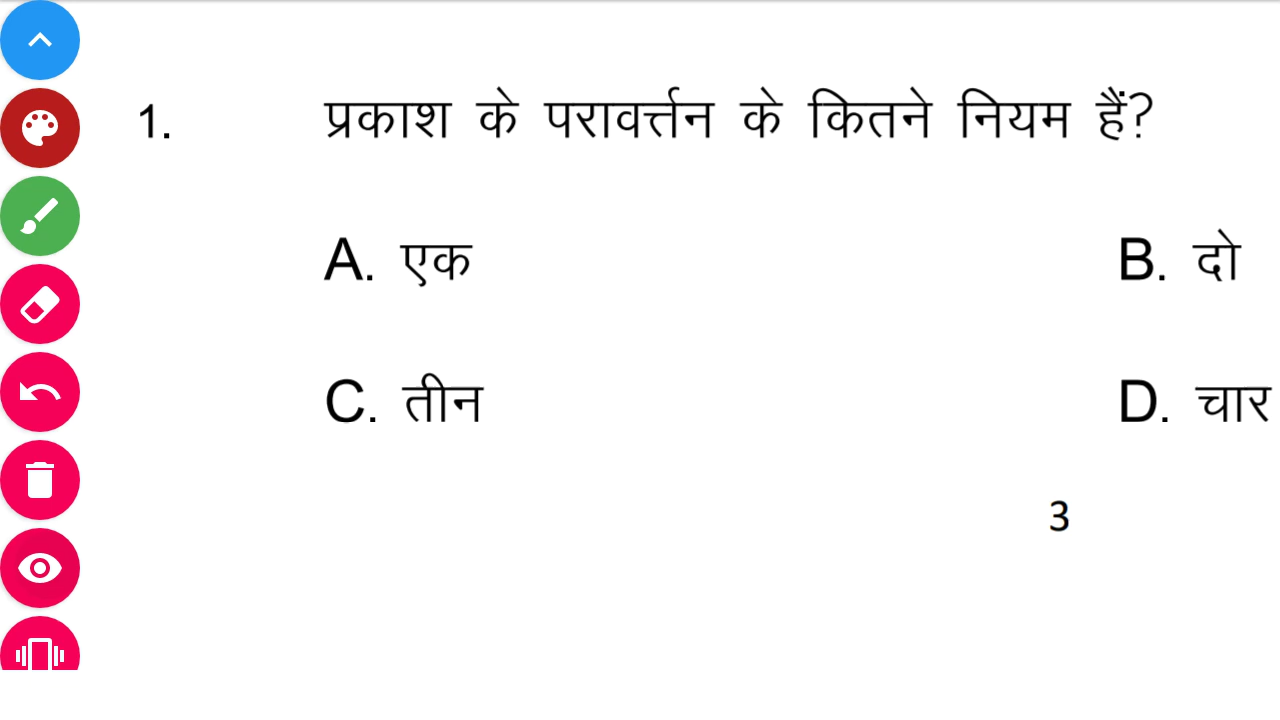 1. प्रकाश के परावर्त्तन के कितने नियम हैं?
A. एक B. दो
C. तीन D. चार
3